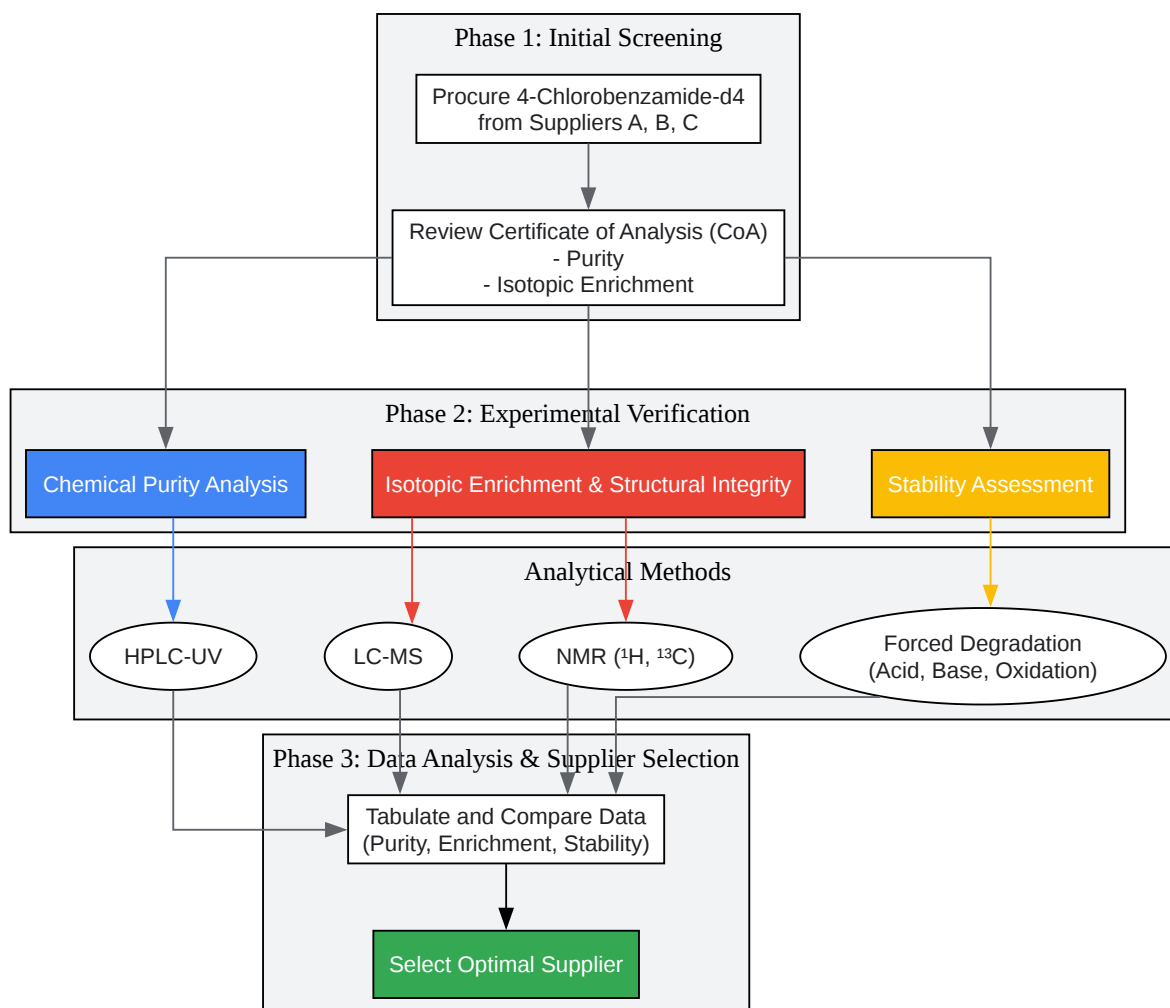 Phase 1: Initial Screening
Procure 4-Chlorobenzamide-d4
from Suppliers A, B, C
Review Certificate of Analysis (CoA)
- Purity
- Isotopic Enrichment
Phase 2: Experimental Verification
Chemical Purity Analysis
Isotopic Enrichment & Structural Integrity
Stability Assessment
Analytical Methods
HPLC-UV
LC-MS
NMR (¹H, ¹³C)
Forced Degradation
(Acid, Base, Oxidation)
Phase 3: Data Analysis & Supplier Selection
Tabulate and Compare Data
(Purity, Enrichment, Stability)
Select Optimal Supplier